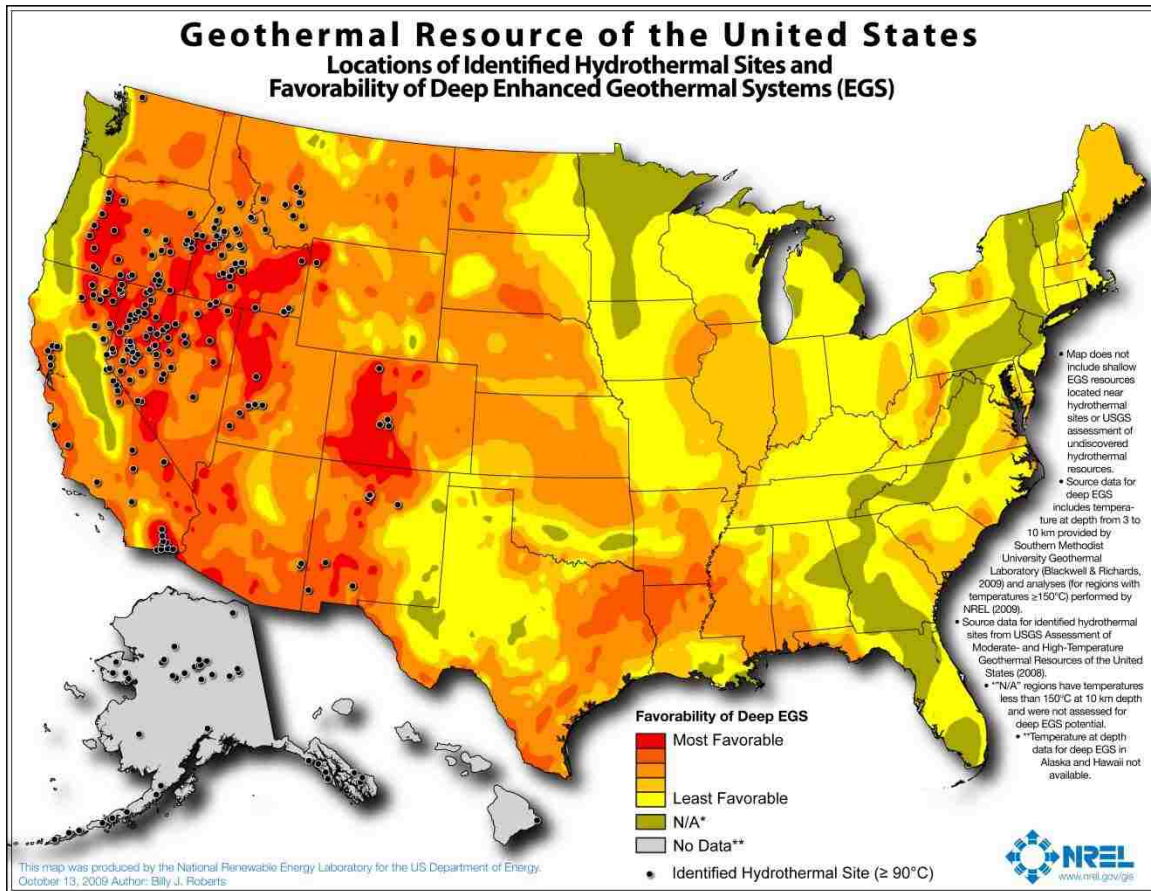 Geothermal Resource of the United States
Locations of Identified Hydrothermal Sites and
Favorability of Deep Enhanced Geothermal Systems (EGS)
• Map does not
include shallow
EGS resources
located near
hydrothermal
sites or USGS
assessment of
undiscovered
hydrothermal
resources.
• Source data for
deep EGS
includes tempera-
ture at depth from 3 to
10 km provided by
Southern Methodist
University Geothermal
Laboratory (Blackwell & Richards,
2009) and analyses (for regions with
temperatures ≥150°C) performed by
NREL (2009).
• Source data for identified hydrothermal
sites from USGS Assessment of
Moderate- and High-Temperature
Geothermal Resources of the United
States (2008).
• *"N/A" regions have temperatures
less than 150°C at 10 km depth
and were not assessed for
deep EGS potential.
• **Temperature at depth
data for deep EGS in
Alaska and Hawaii not
available.
Favorability of Deep EGS
Most Favorable
Least Favorable
N/A*
No Data**
Identified Hydrothermal Site (≥ 90°C)
This map was produced by the National Renewable Energy Laboratory for the US Department of Energy.
October 13, 2009 Author: Billy J. Roberts
NREL
www.nrel.gov/gis